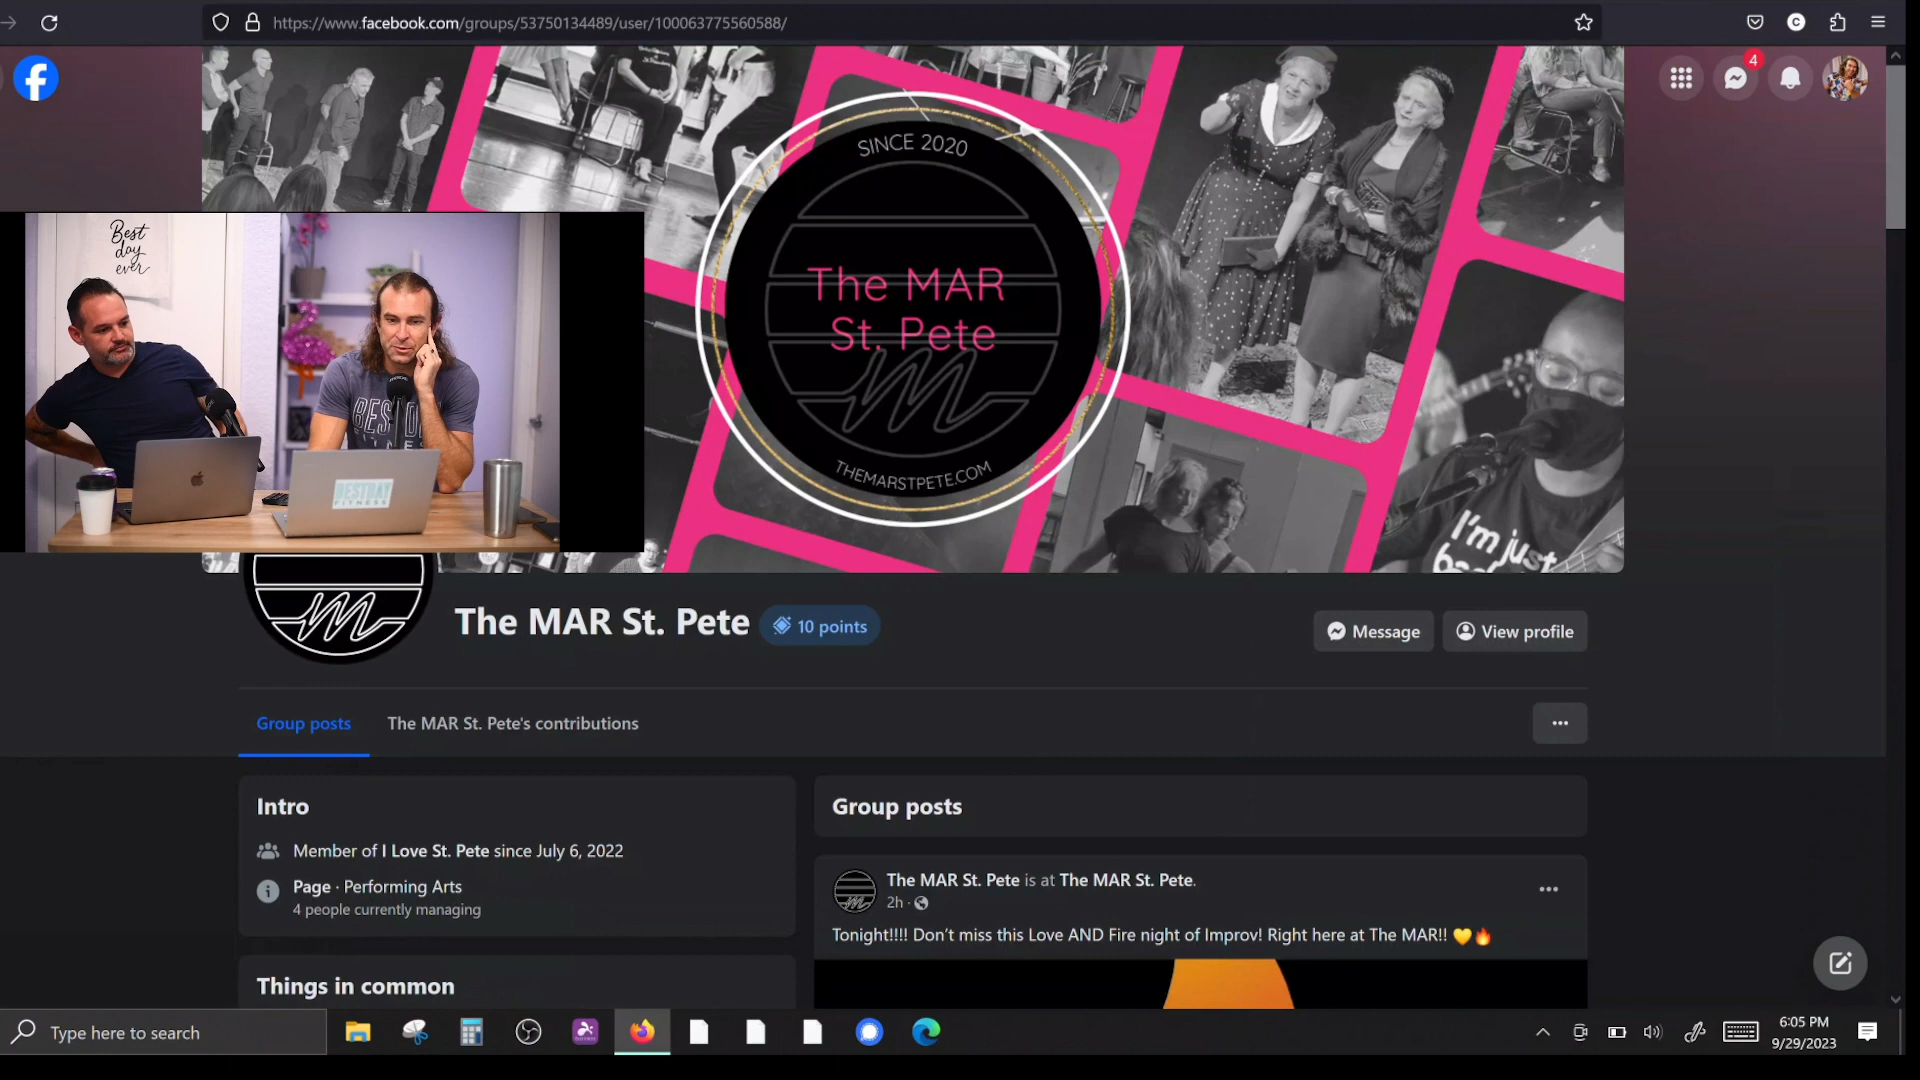 https://www.facebook.com/groups/53750134489/user/100063775560588/
4
SINCE 2020
The MAR
St. Pete
THEMARSTPETE.COM
I'm just
Best
day
ever
BESTDAY
FITNESS
The MAR St. Pete
10 points
Message
View profile
Group posts
The MAR St. Pete's contributions
Intro
Member of I Love St. Pete since July 6, 2022
Page · Performing Arts
4 people currently managing
Things in common
Group posts
The MAR St. Pete is at The MAR St. Pete.
2h ·
Tonight!!!! Don't miss this Love AND Fire night of Improv! Right here at The MAR!! 💛🔥
Type here to search
6:05 PM
9/29/2023